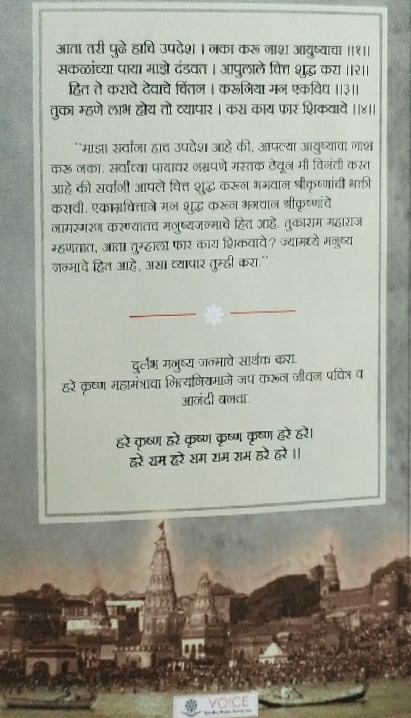 आता तरी पुढे हाचि उपदेश । नका करू नाश आयुष्याचा ॥१॥
सकळांच्या पाया माझे दंडवत । आपुलाले चित्त शुद्ध करा ॥२॥
हित ते करावे देवाचे चिंतन । करूनिया मन एकविध ॥३॥
तुका म्हणे लाभ होय तो व्यापार । करा काय फार शिकवावे ॥४॥
“माझा सर्वांना हाच उपदेश आहे की, आपल्या आयुष्याचा नाश
करू नका. सर्वांच्या पायावर नम्रपणे मस्तक ठेवून मी विनंती करत
आहे की सर्वांनी आपले चित्त शुद्ध करून भगवान श्रीकृष्णांची भक्ती
करावी. एकाग्रचित्ताने मन शुद्ध करून भगवान श्रीकृष्णांचे
नामस्मरण करण्यातच मनुष्यजन्माचे हित आहे. तुकाराम महाराज
म्हणतात, आता तुम्हाला फार काय शिकवावे? ज्यामध्ये मनुष्य
जन्माचे हित आहे, असा व्यापार तुम्ही करा.”
दुर्लभ मनुष्य जन्माचे सार्थक करा.
हरे कृष्ण महामंत्राचा नित्यनियमाने जप करून जीवन पवित्र व
आनंदी बनवा.
हरे कृष्ण हरे कृष्ण कृष्ण कृष्ण हरे हरे।
हरे राम हरे राम राम राम हरे हरे ।।
VOICE